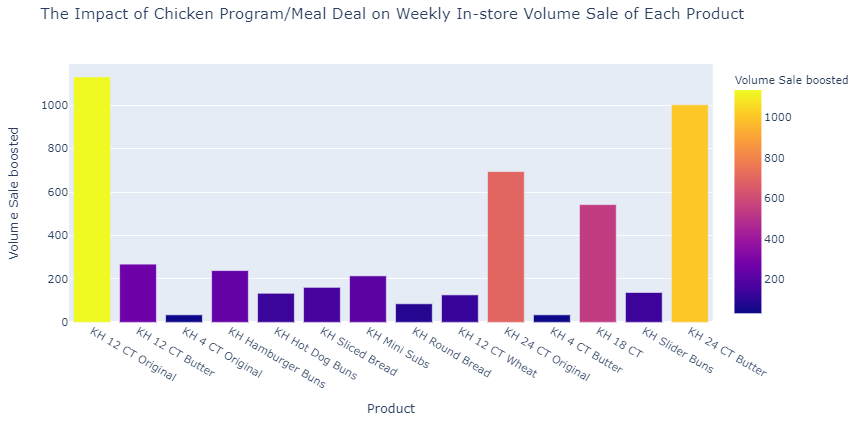 The Impact of Chicken Program/Meal Deal on Weekly In-store Volume Sale of Each Product
Volume Sale boosted
1000
800
600
400
200
0
KH 12 CT Original
KH 12 CT Butter
KH 4 CT Original
KH Hamburger Buns
KH Hot Dog Buns
KH Sliced Bread
KH Mini Subs
KH Round Bread
KH 12 CT Wheat
KH 24 CT Original
KH 4 CT Butter
KH 18 CT
KH Slider Buns
KH 24 CT Butter
Product
Volume Sale boosted
1000
800
600
400
200